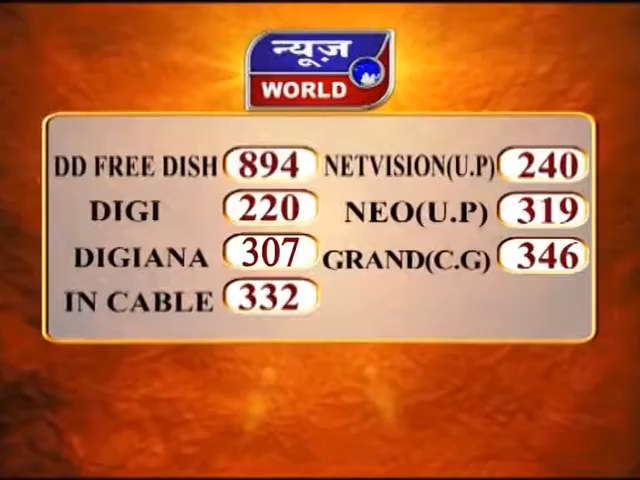 न्यूज़
WORLD
DD FREE DISH 894 NETVISION(U.P) 240
DIGI 220 NEO(U.P) 319
DIGIANA 307 GRAND(C.G) 346
IN CABLE 332